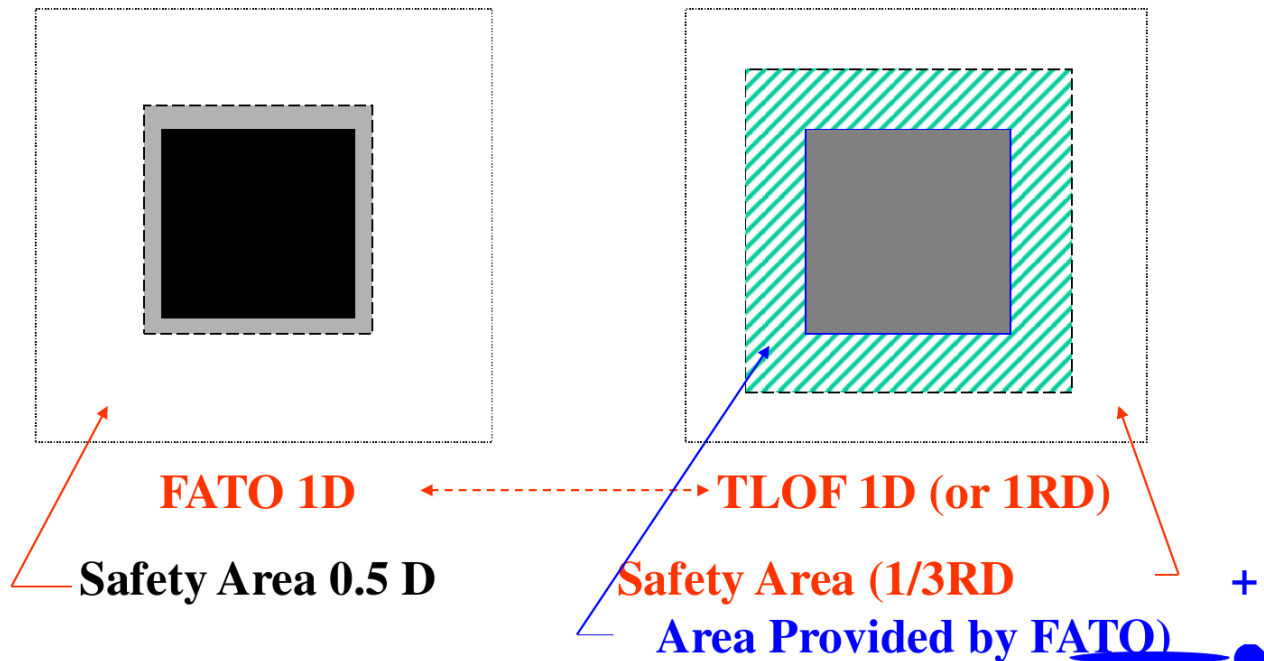 FATO 1D TLOF 1D (or 1RD)
Safety Area 0.5 D Safety Area (1/3RD +
Area Provided by FATO)